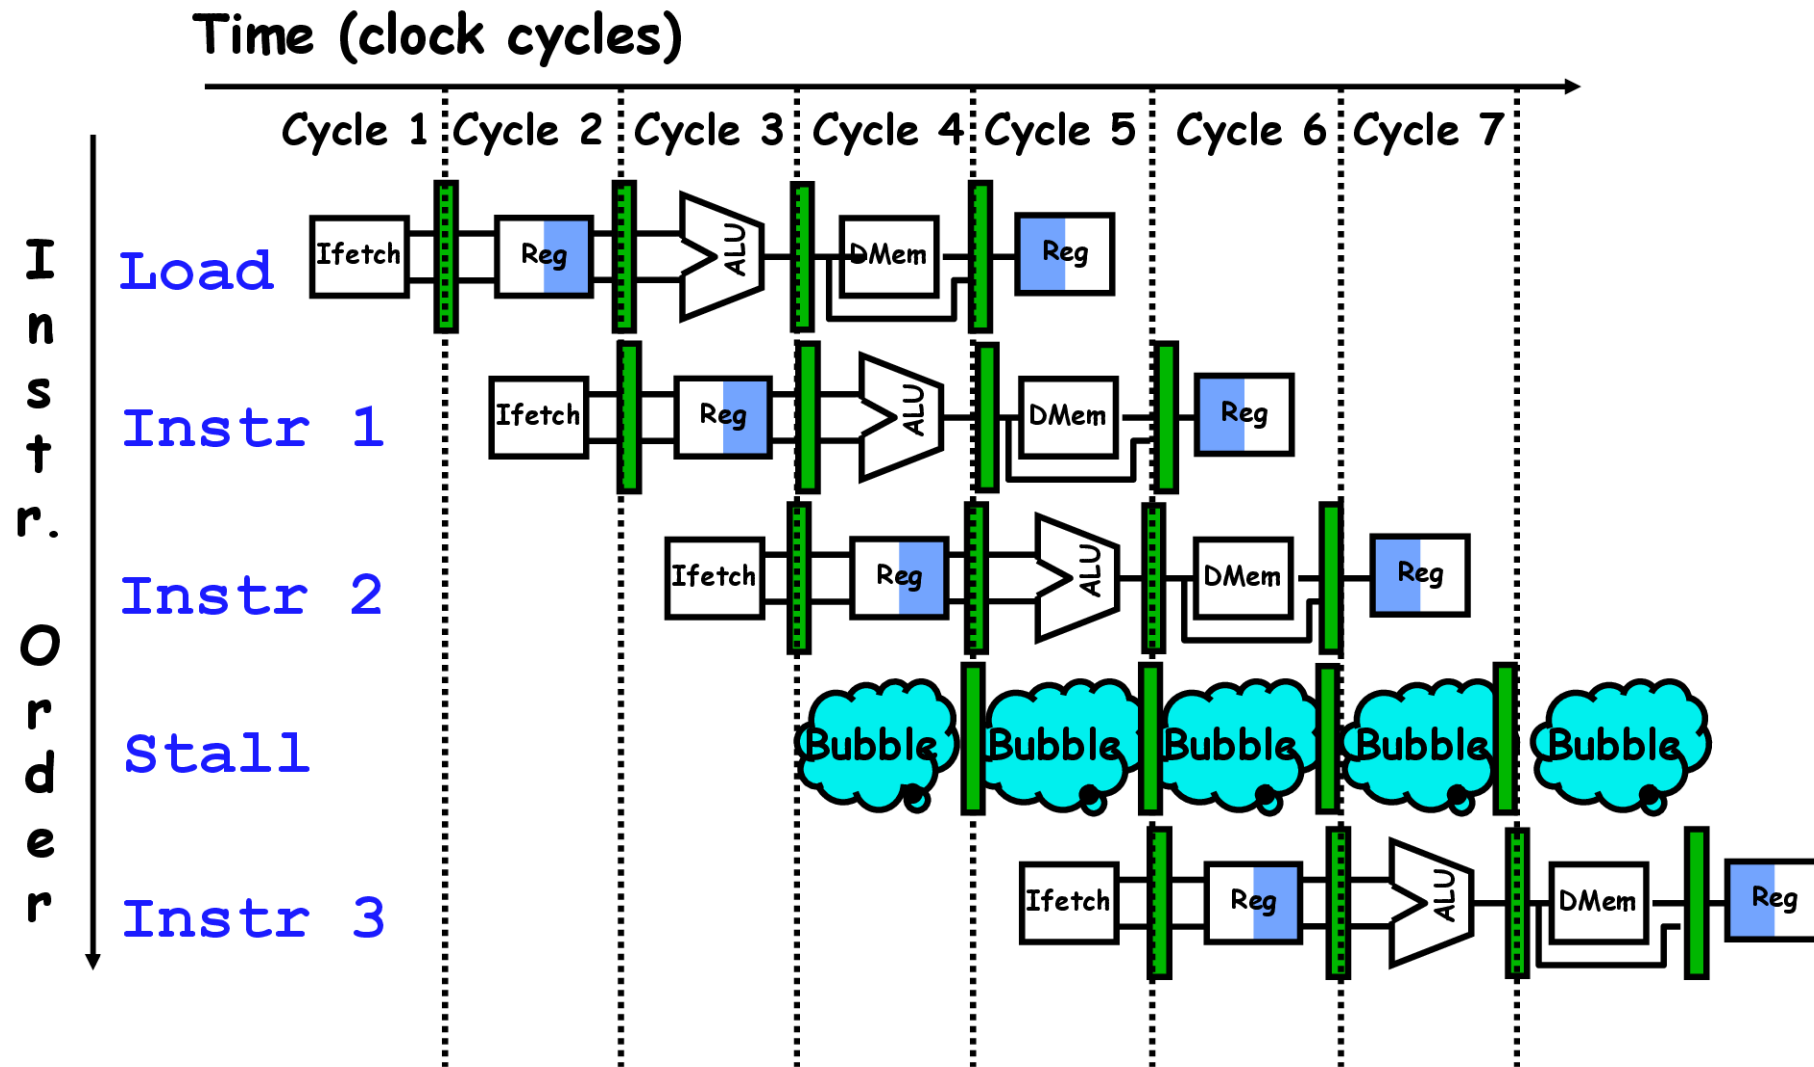 Time (clock cycles)
Cycle 1 Cycle 2 Cycle 3 Cycle 4 Cycle 5 Cycle 6 Cycle 7
Instr. Order
Load Ifetch Reg ALU DMem Reg
Instr 1 Ifetch Reg ALU DMem Reg
Instr 2 Ifetch Reg ALU DMem Reg
Stall Bubble Bubble Bubble Bubble Bubble
Instr 3 Ifetch Reg ALU DMem Reg